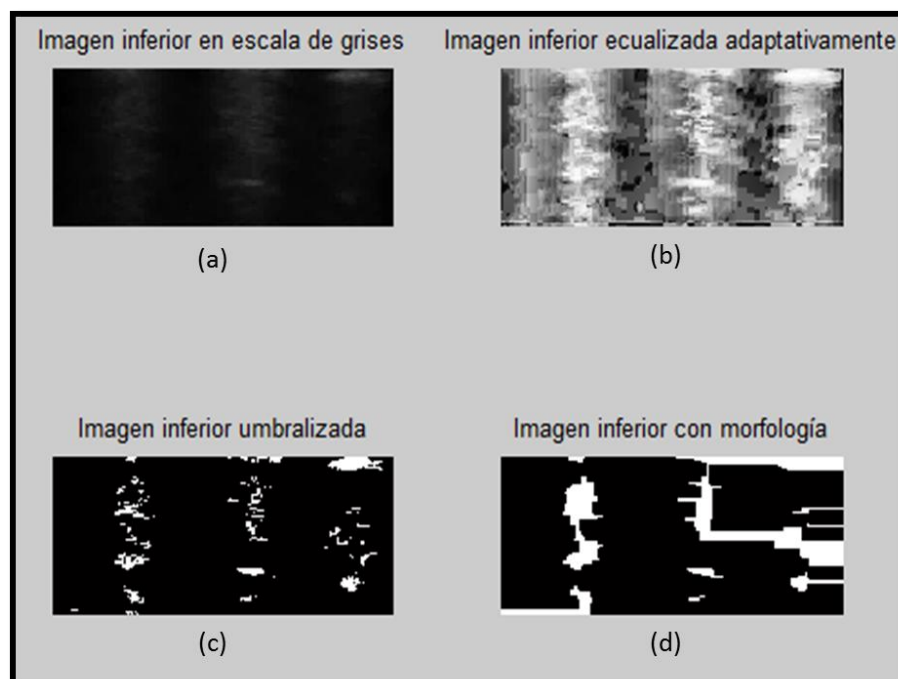 Imagen inferior en escala de grises
Imagen inferior ecualizada adaptativamente
(a)
(b)
Imagen inferior umbralizada
Imagen inferior con morfología
(c)
(d)